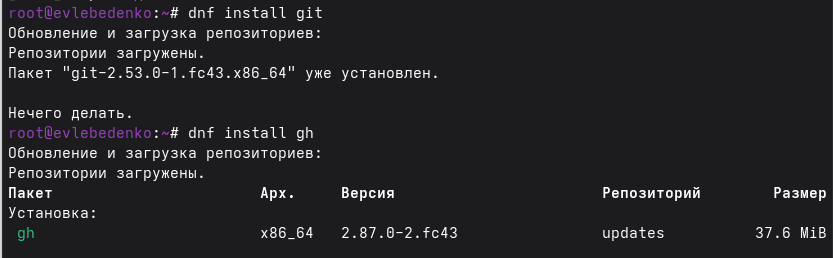 root@evlebedenko:~# dnf install git
Обновление и загрузка репозиториев:
Репозитории загружены.
Пакет "git-2.53.0-1.fc43.x86_64" уже установлен.
Нечего делать.
root@evlebedenko:~# dnf install gh
Обновление и загрузка репозиториев:
Репозитории загружены.
Пакет Арх. Версия Репозиторий Размер
Установка:
gh x86_64 2.87.0-2.fc43 updates 37.6 MiB